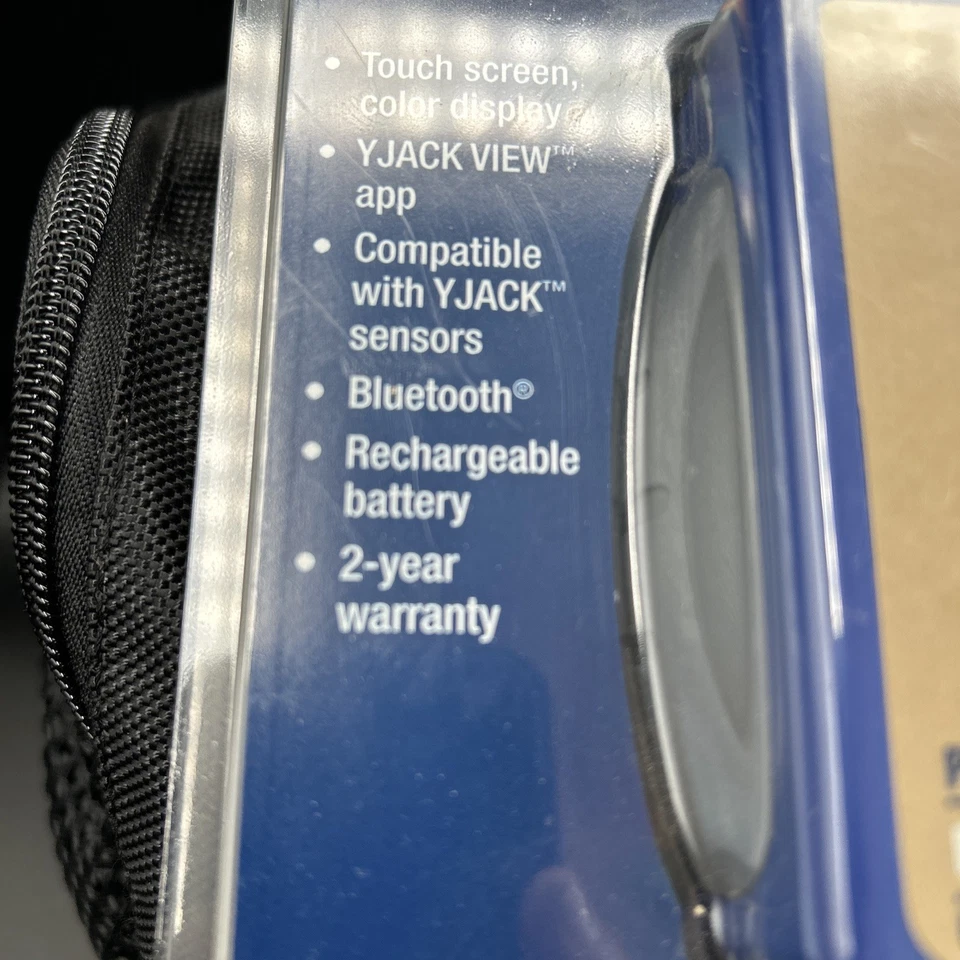 • Touch screen,
color display
• YJACK VIEW™
app
• Compatible
with YJACK™
sensors
• Bluetooth®
• Rechargeable
battery
• 2-year
warranty